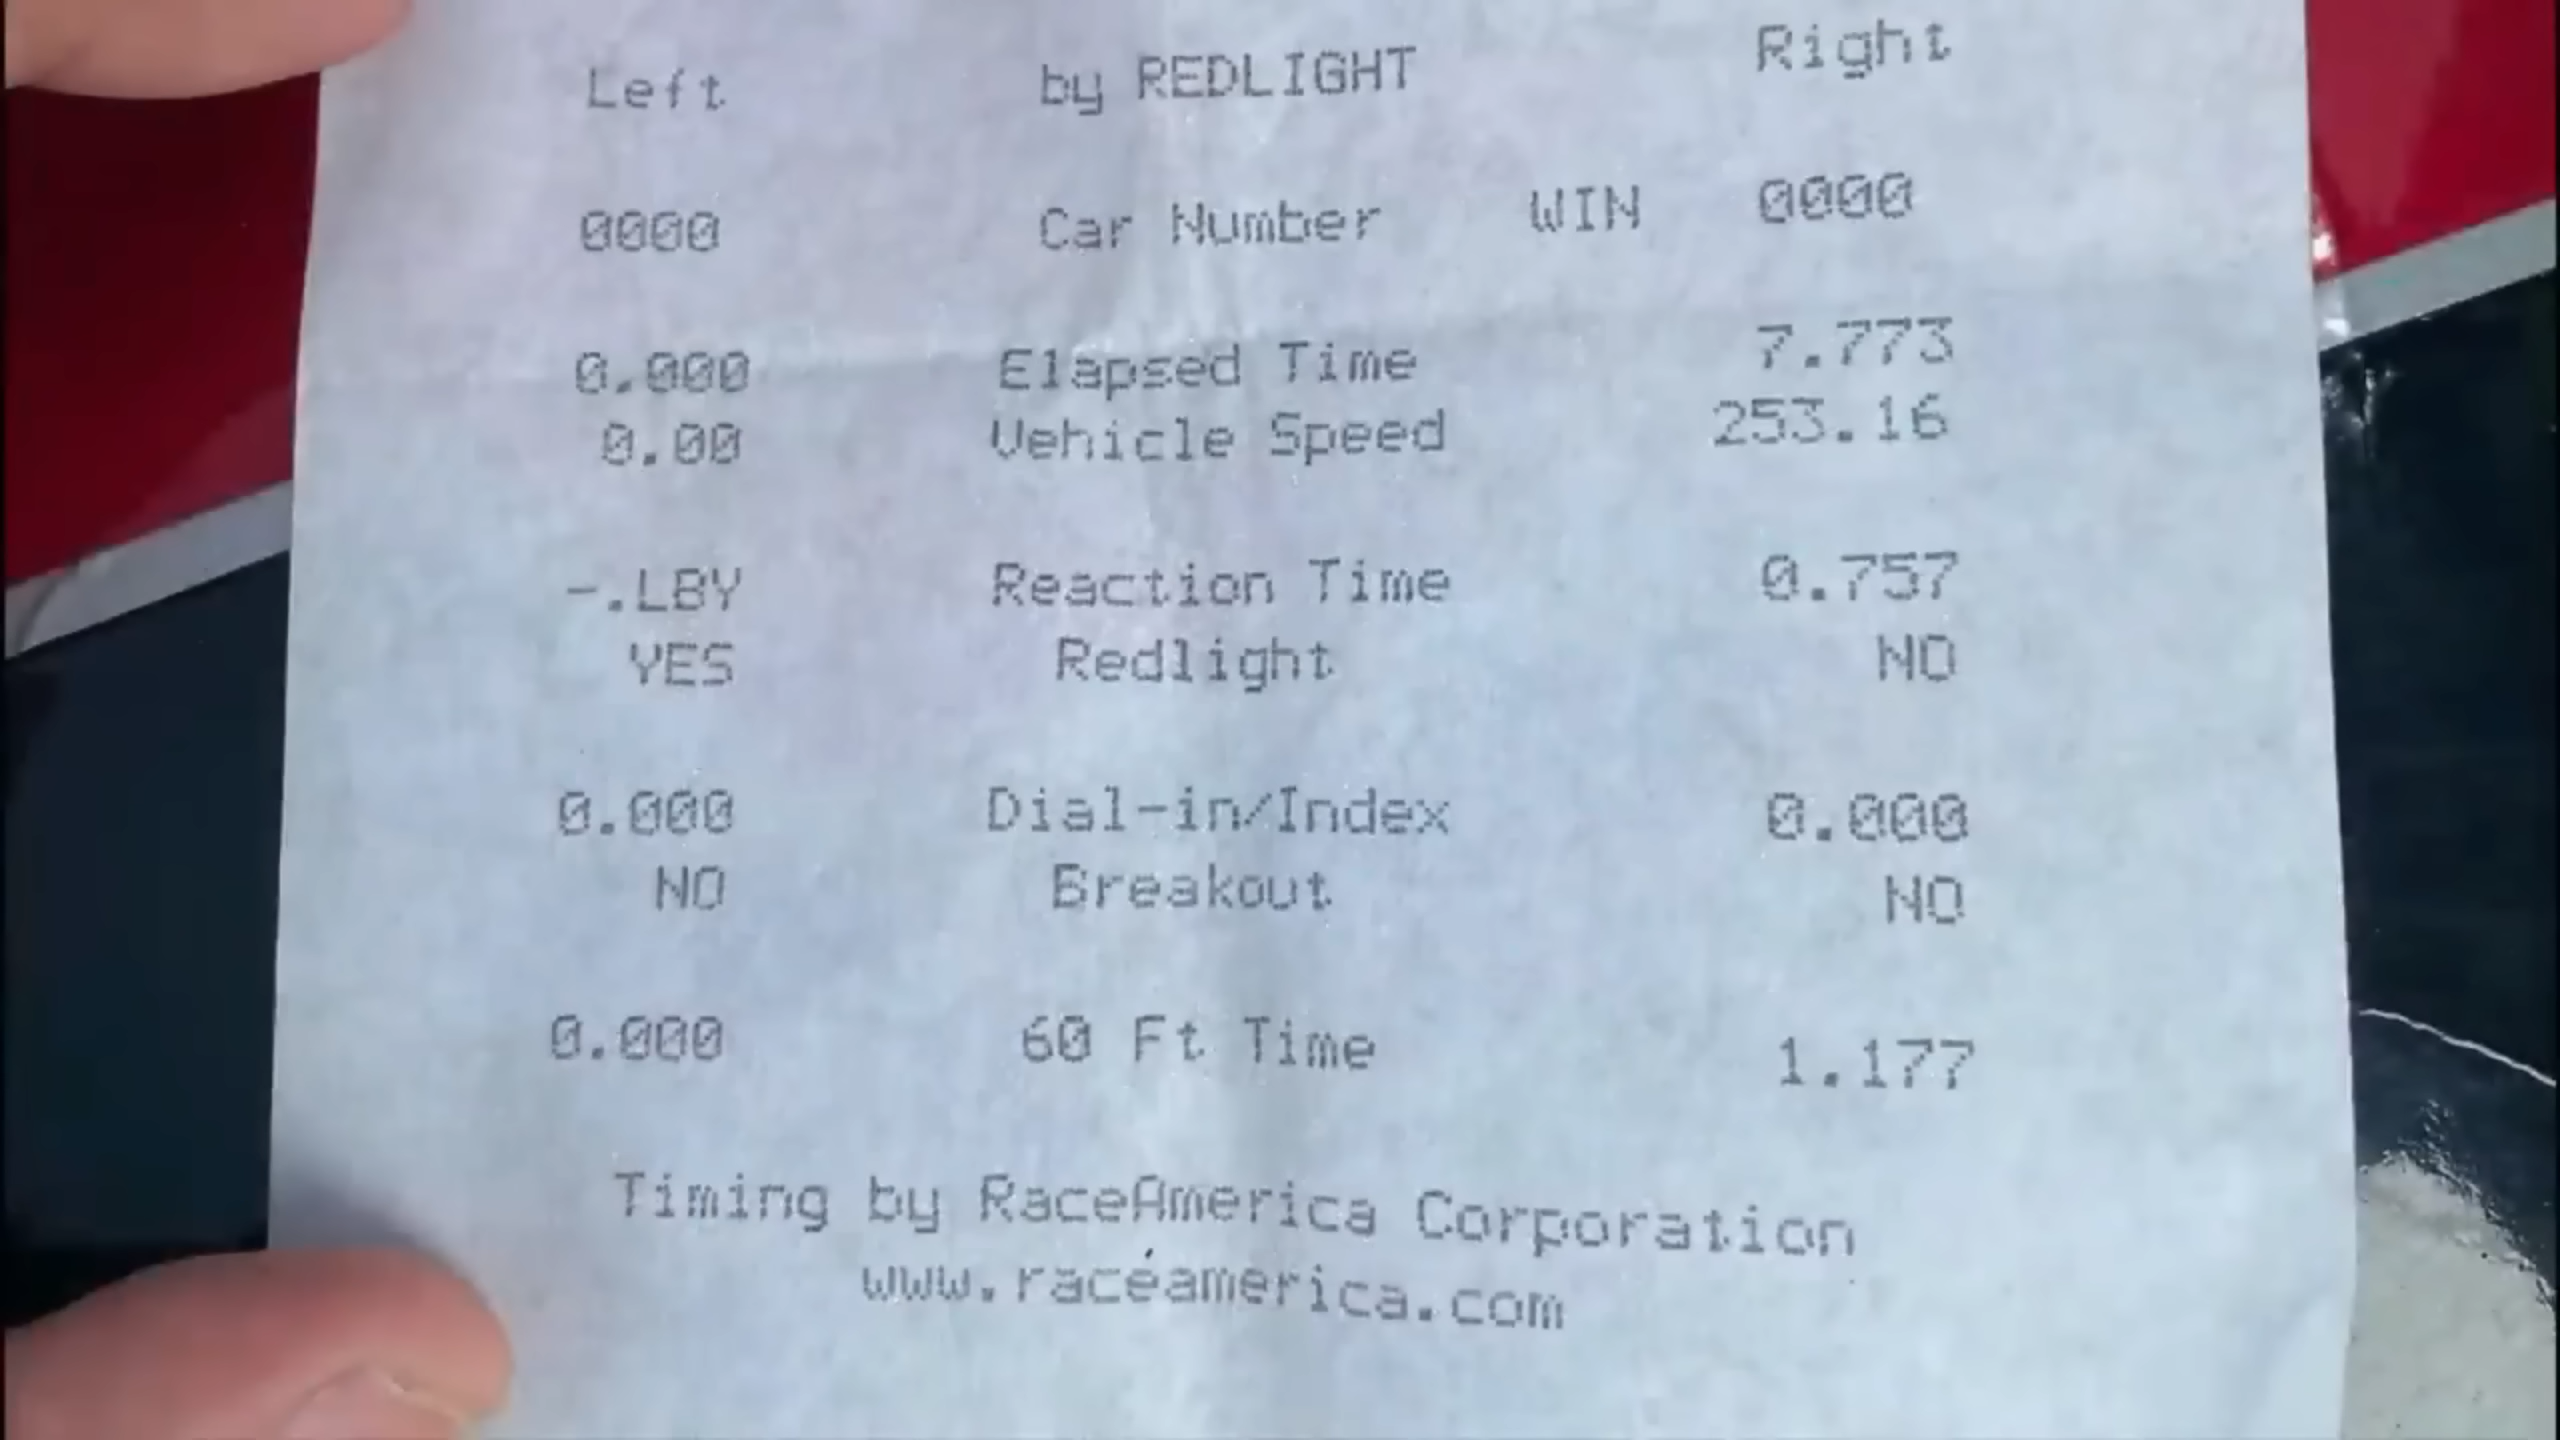 Left by REDLIGHT Right
0000 Car Number WIN 0000
0.000 Elapsed Time 7.773
0.00 Vehicle Speed 253.16
-.LBY Reaction Time 0.757
YES Redlight NO
0.000 Dial-in/Index 0.000
NO Breakout NO
0.000 60 Ft Time 1.177
Timing by RaceAmerica Corporation
www.raceamerica.com